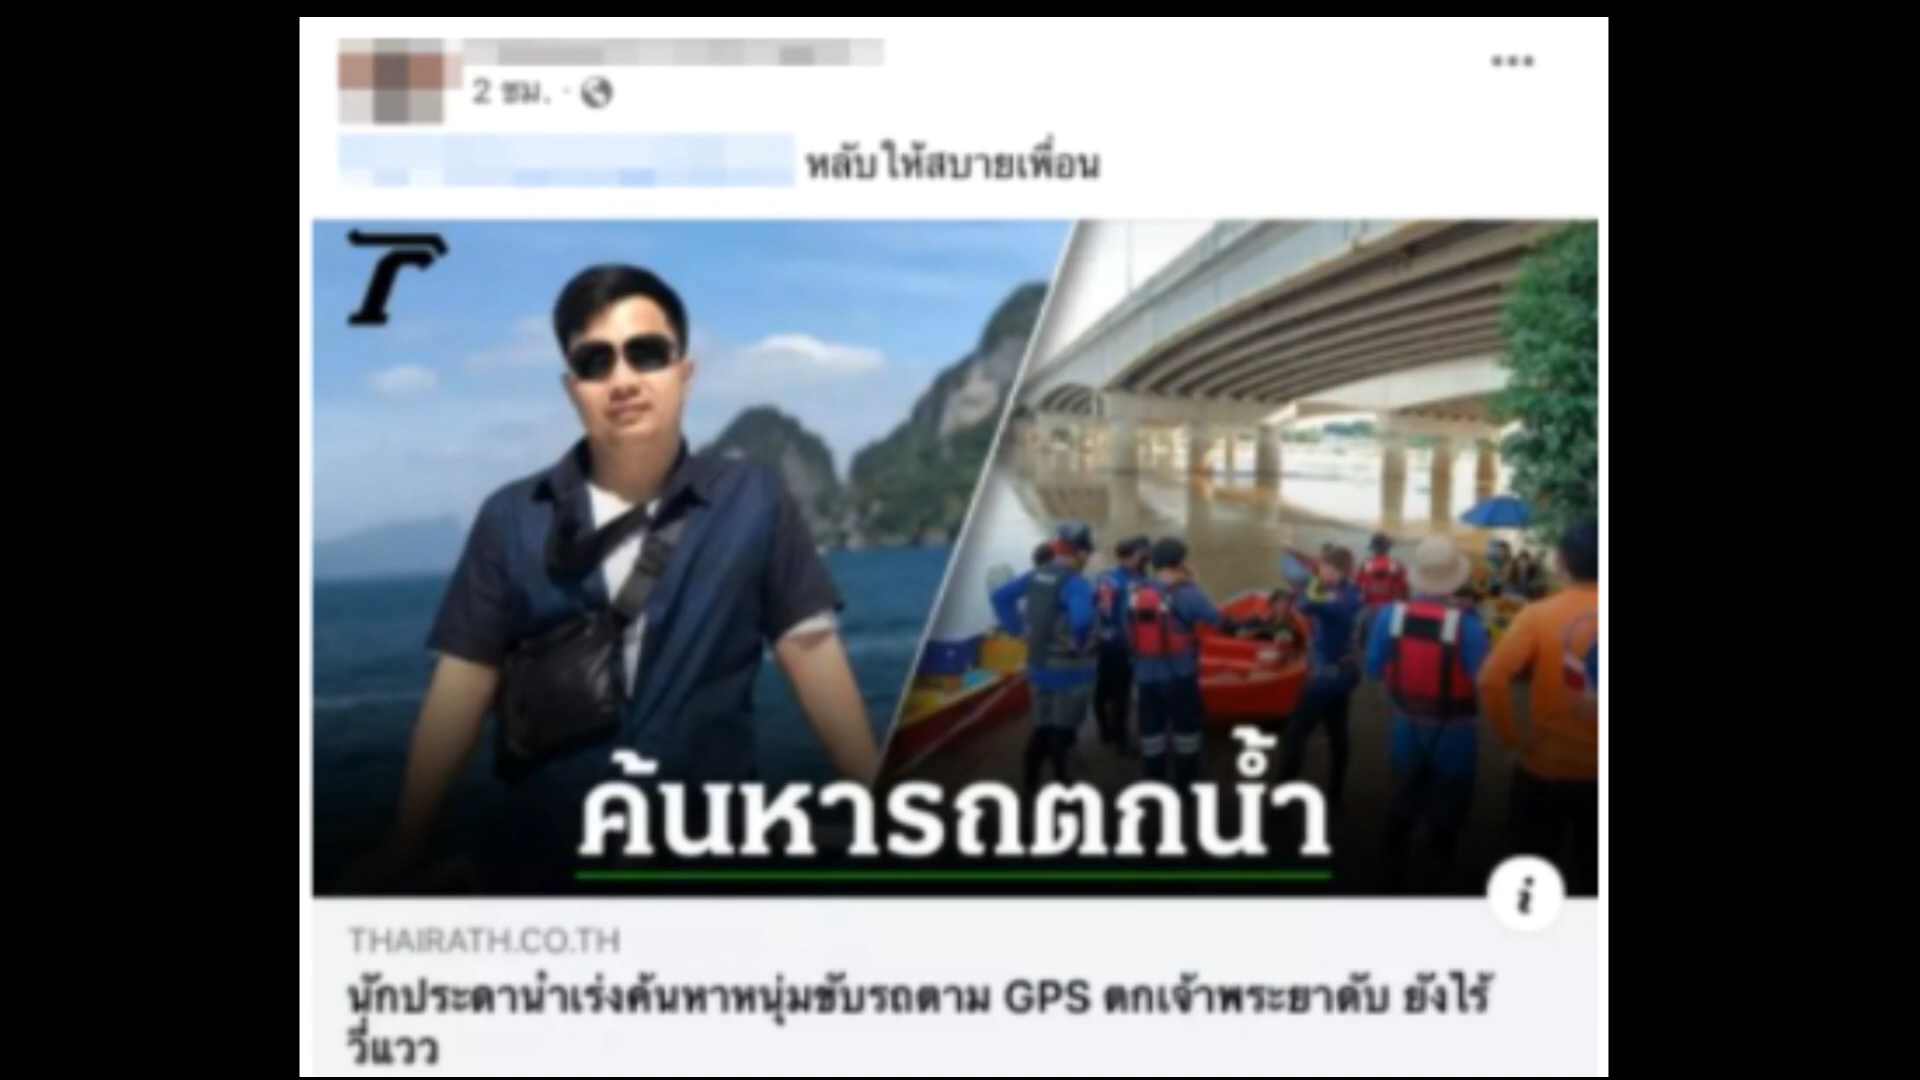 2 ชม. ·
หลับให้สบายเพื่อน
ค้นหารถตกน้ำ
THAIRATH.CO.TH
นักประดาน้ำเร่งค้นหาหนุ่มขับรถตาม GPS ตกเจ้าพระยาดับ ยังไร้
วี่แวว